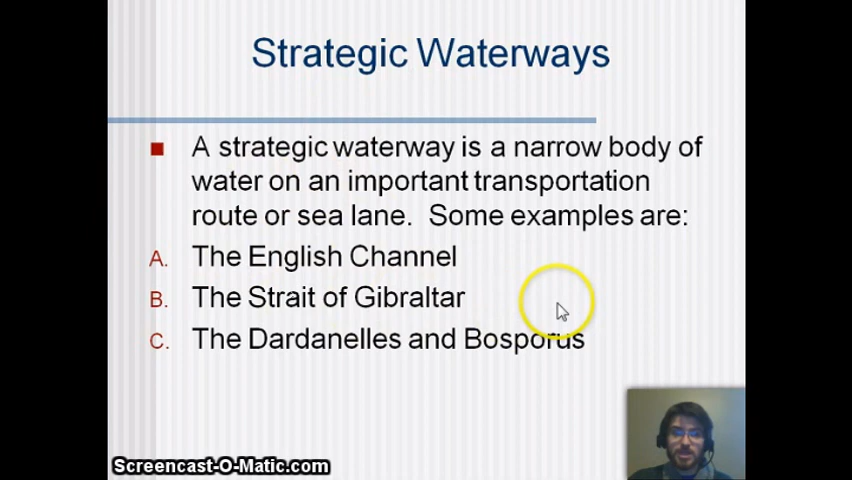 Strategic Waterways
A strategic waterway is a narrow body of
water on an important transportation
route or sea lane. Some examples are:
A. The English Channel
B. The Strait of Gibraltar
C. The Dardanelles and Bosporus
Screencast-O-Matic.com